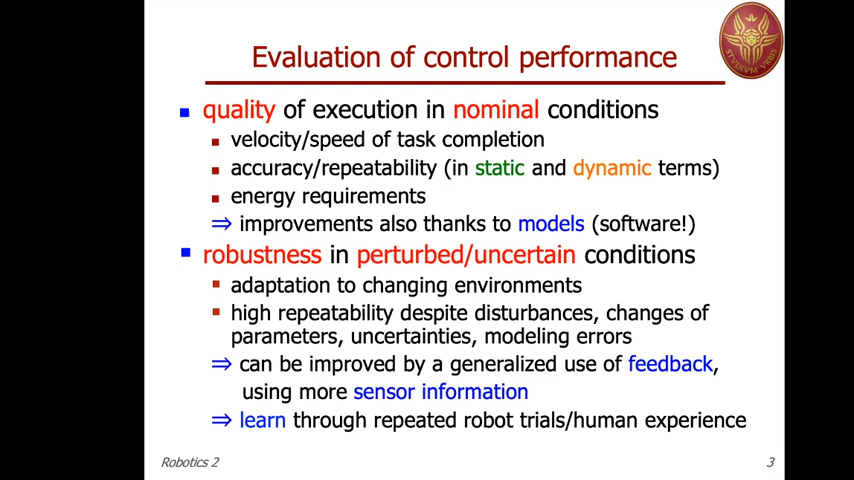 Evaluation of control performance
STVDIVM VRBIS
quality of execution in nominal conditions
velocity/speed of task completion
accuracy/repeatability (in static and dynamic terms)
energy requirements
⇒ improvements also thanks to models (software!)
robustness in perturbed/uncertain conditions
adaptation to changing environments
high repeatability despite disturbances, changes of
parameters, uncertainties, modeling errors
⇒ can be improved by a generalized use of feedback,
using more sensor information
⇒ learn through repeated robot trials/human experience
Robotics 2
3